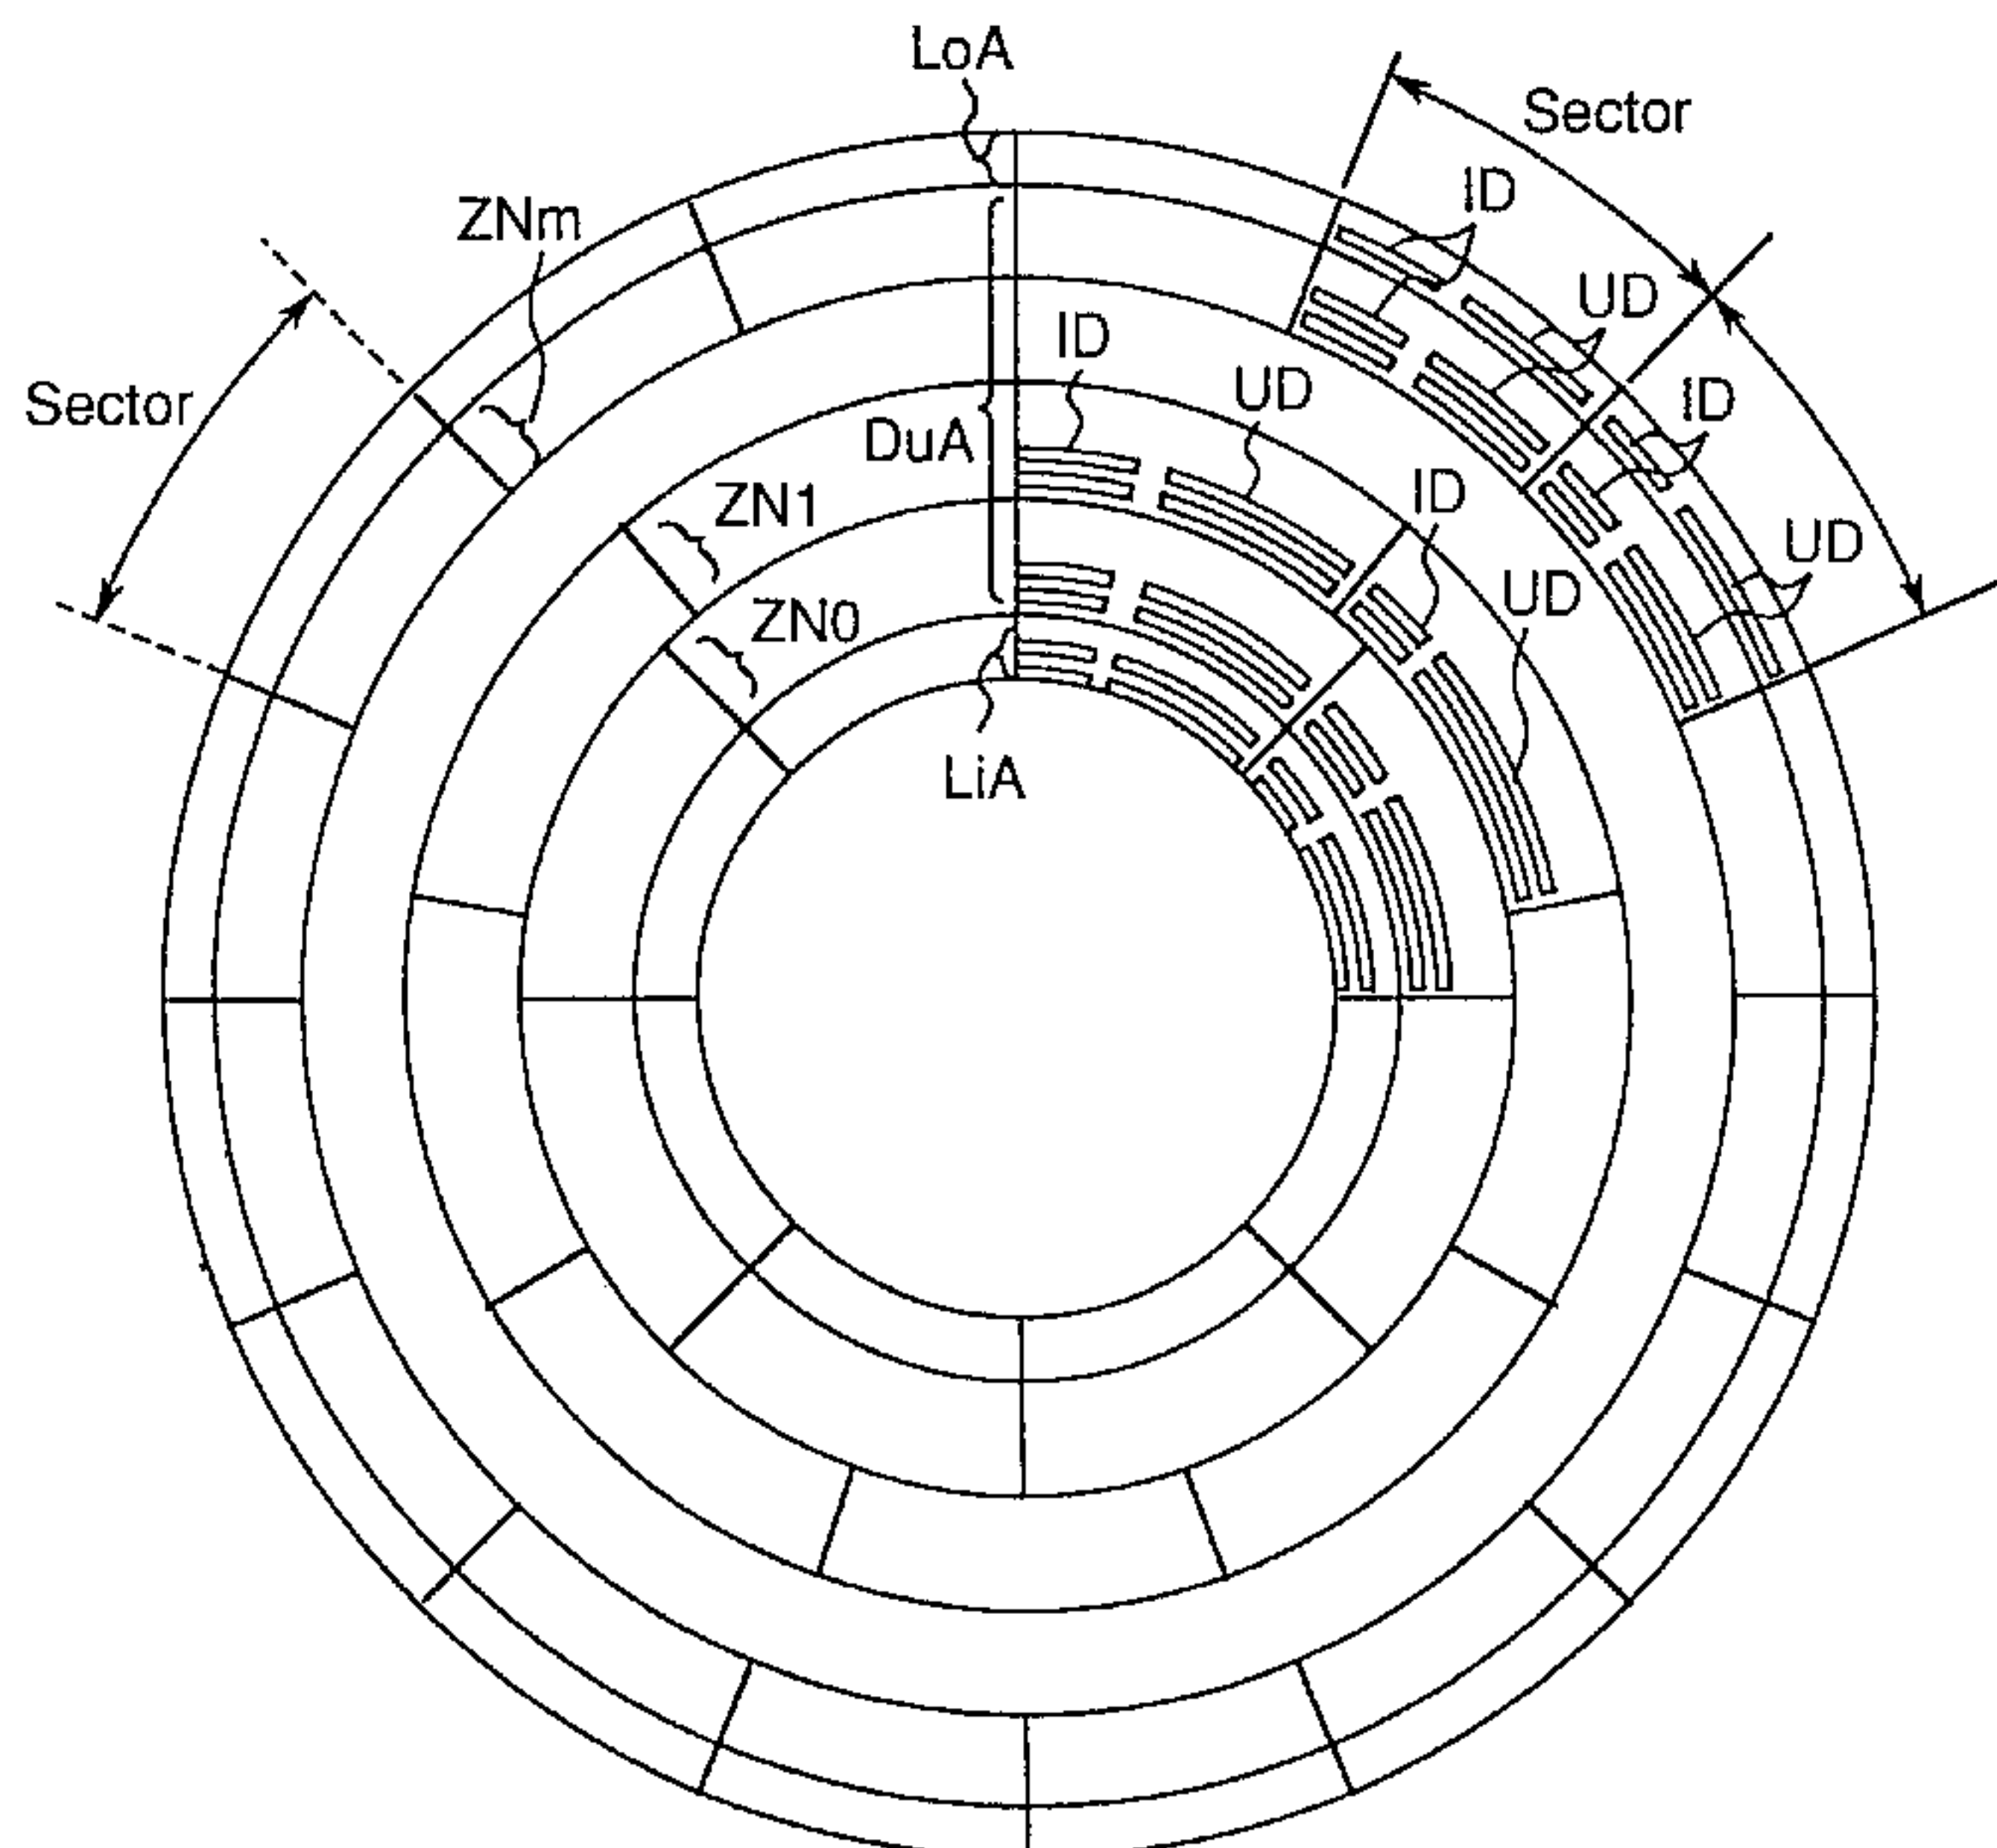 LoA
Sector
ID
ZNm
UD
ID
UD
Sector
ID
DuA
ID
ZN1
UD
UD
ZN0
LiA